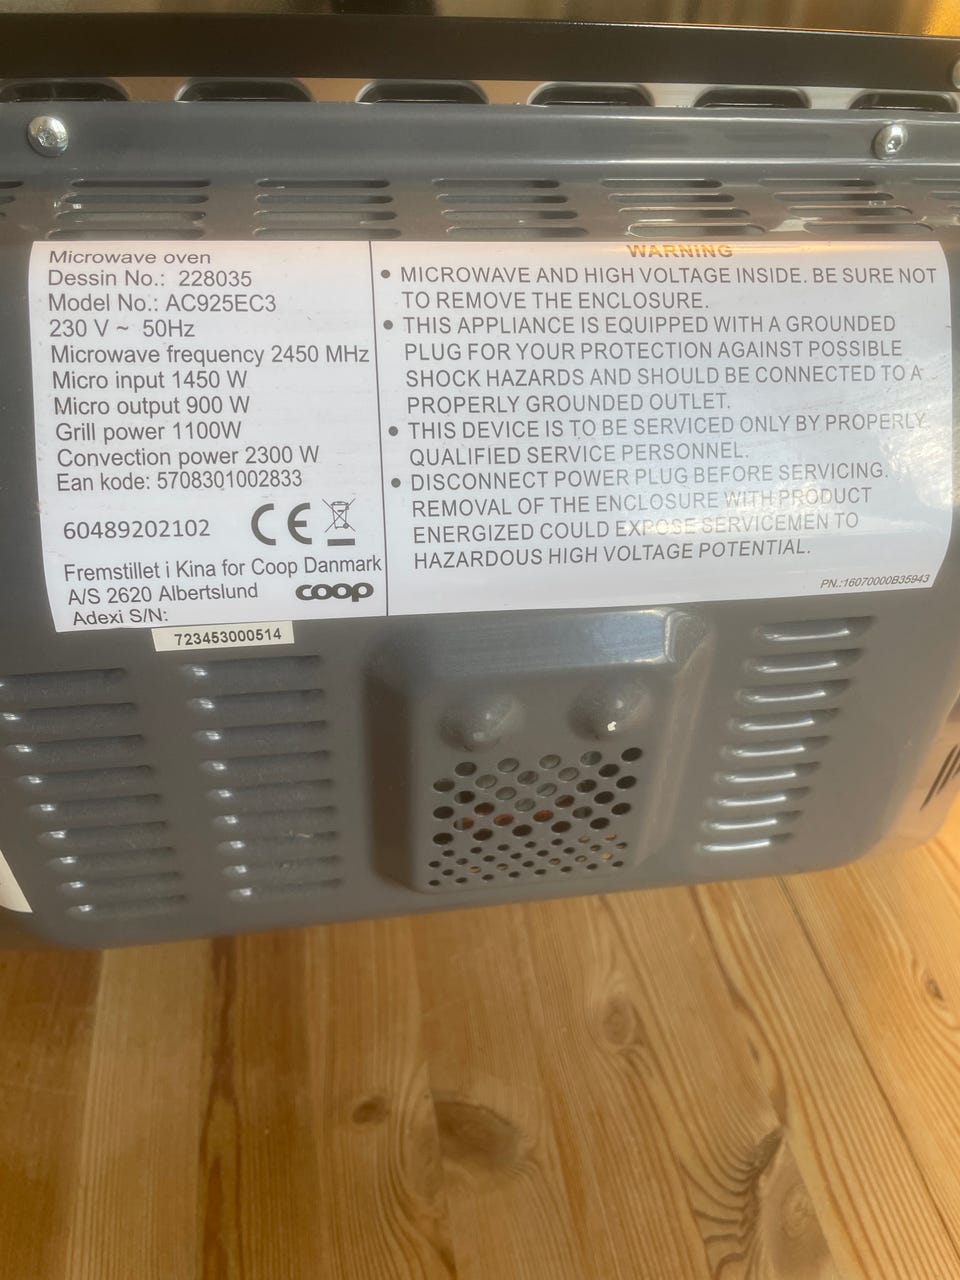 Microwave oven
Dessin No.: 228035
Model No.: AC925EC3
230 V ~ 50Hz
Microwave frequency 2450 MHz
Micro input 1450 W
Micro output 900 W
Grill power 1100W
Convection power 2300 W
Ean kode: 5708301002833
60489202102
CE
Fremstillet i Kina for Coop Danmark
A/S 2620 Albertslund
coop
Adexi S/N:
723453000514
WARNING
• MICROWAVE AND HIGH VOLTAGE INSIDE. BE SURE NOT
TO REMOVE THE ENCLOSURE.
• THIS APPLIANCE IS EQUIPPED WITH A GROUNDED
PLUG FOR YOUR PROTECTION AGAINST POSSIBLE
SHOCK HAZARDS AND SHOULD BE CONNECTED TO A
PROPERLY GROUNDED OUTLET.
• THIS DEVICE IS TO BE SERVICED ONLY BY PROPERLY
QUALIFIED SERVICE PERSONNEL.
• DISCONNECT POWER PLUG BEFORE SERVICING.
REMOVAL OF THE ENCLOSURE WITH PRODUCT
ENERGIZED COULD EXPOSE SERVICEMEN TO
HAZARDOUS HIGH VOLTAGE POTENTIAL.
PN.:16070000B35943